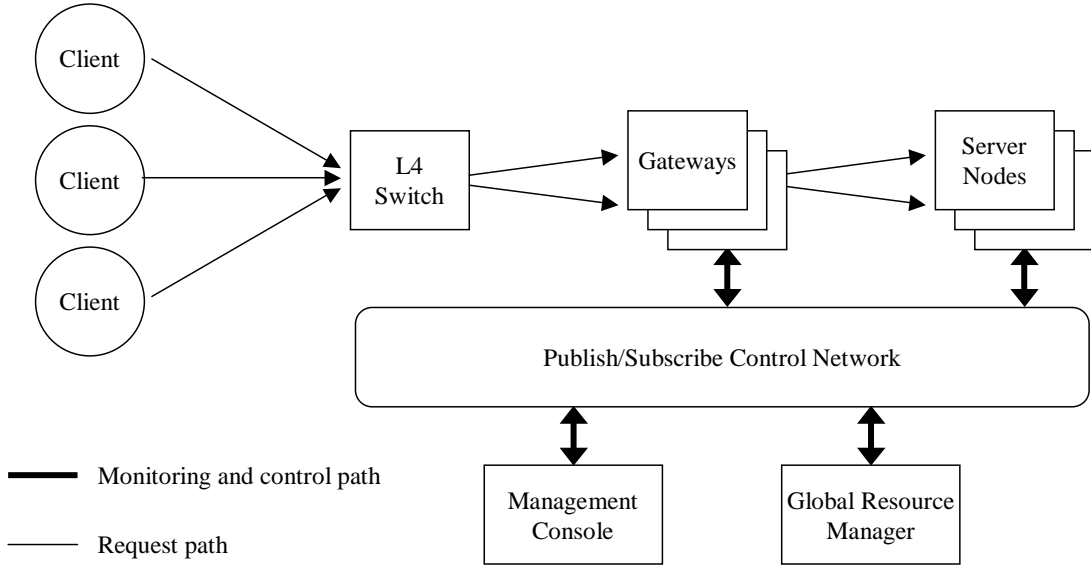 Client
Client
Client
L4
Switch
Gateways
Server
Nodes
Publish/Subscribe Control Network
Monitoring and control path
Request path
Management
Console
Global Resource
Manager